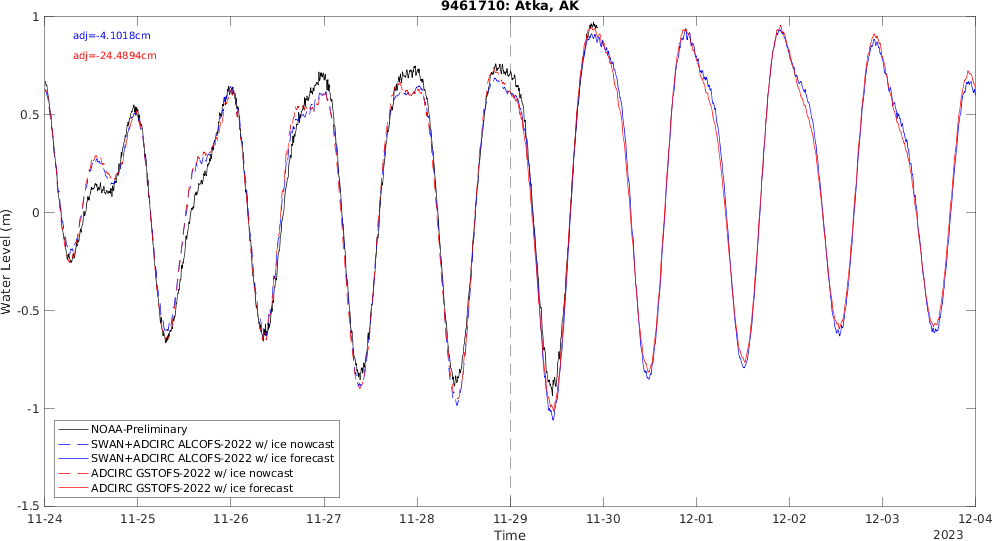 9461710: Atka, AK
adj=-4.1018cm
adj=-24.4894cm
1
0.5
0
-0.5
-1
-1.5
Water Level (m)
NOAA-Preliminary
SWAN+ADCIRC ALCOFS-2022 w/ ice nowcast
SWAN+ADCIRC ALCOFS-2022 w/ ice forecast
ADCIRC GSTOFS-2022 w/ ice nowcast
ADCIRC GSTOFS-2022 w/ ice forecast
11-24 11-25 11-26 11-27 11-28 11-29 11-30 12-01 12-02 12-03 12-04
Time
2023